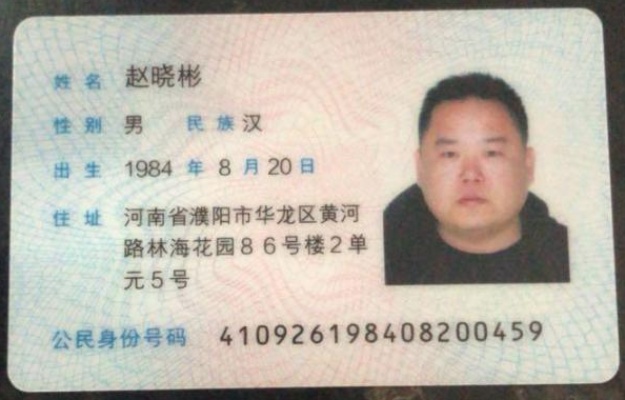 姓名 赵晓彬
性别 男 民族 汉
出生 1984 年 8 月 20 日
住址 河南省濮阳市华龙区黄河
路林海花园86号楼2单
元5号
公民身份号码 410926198408200459